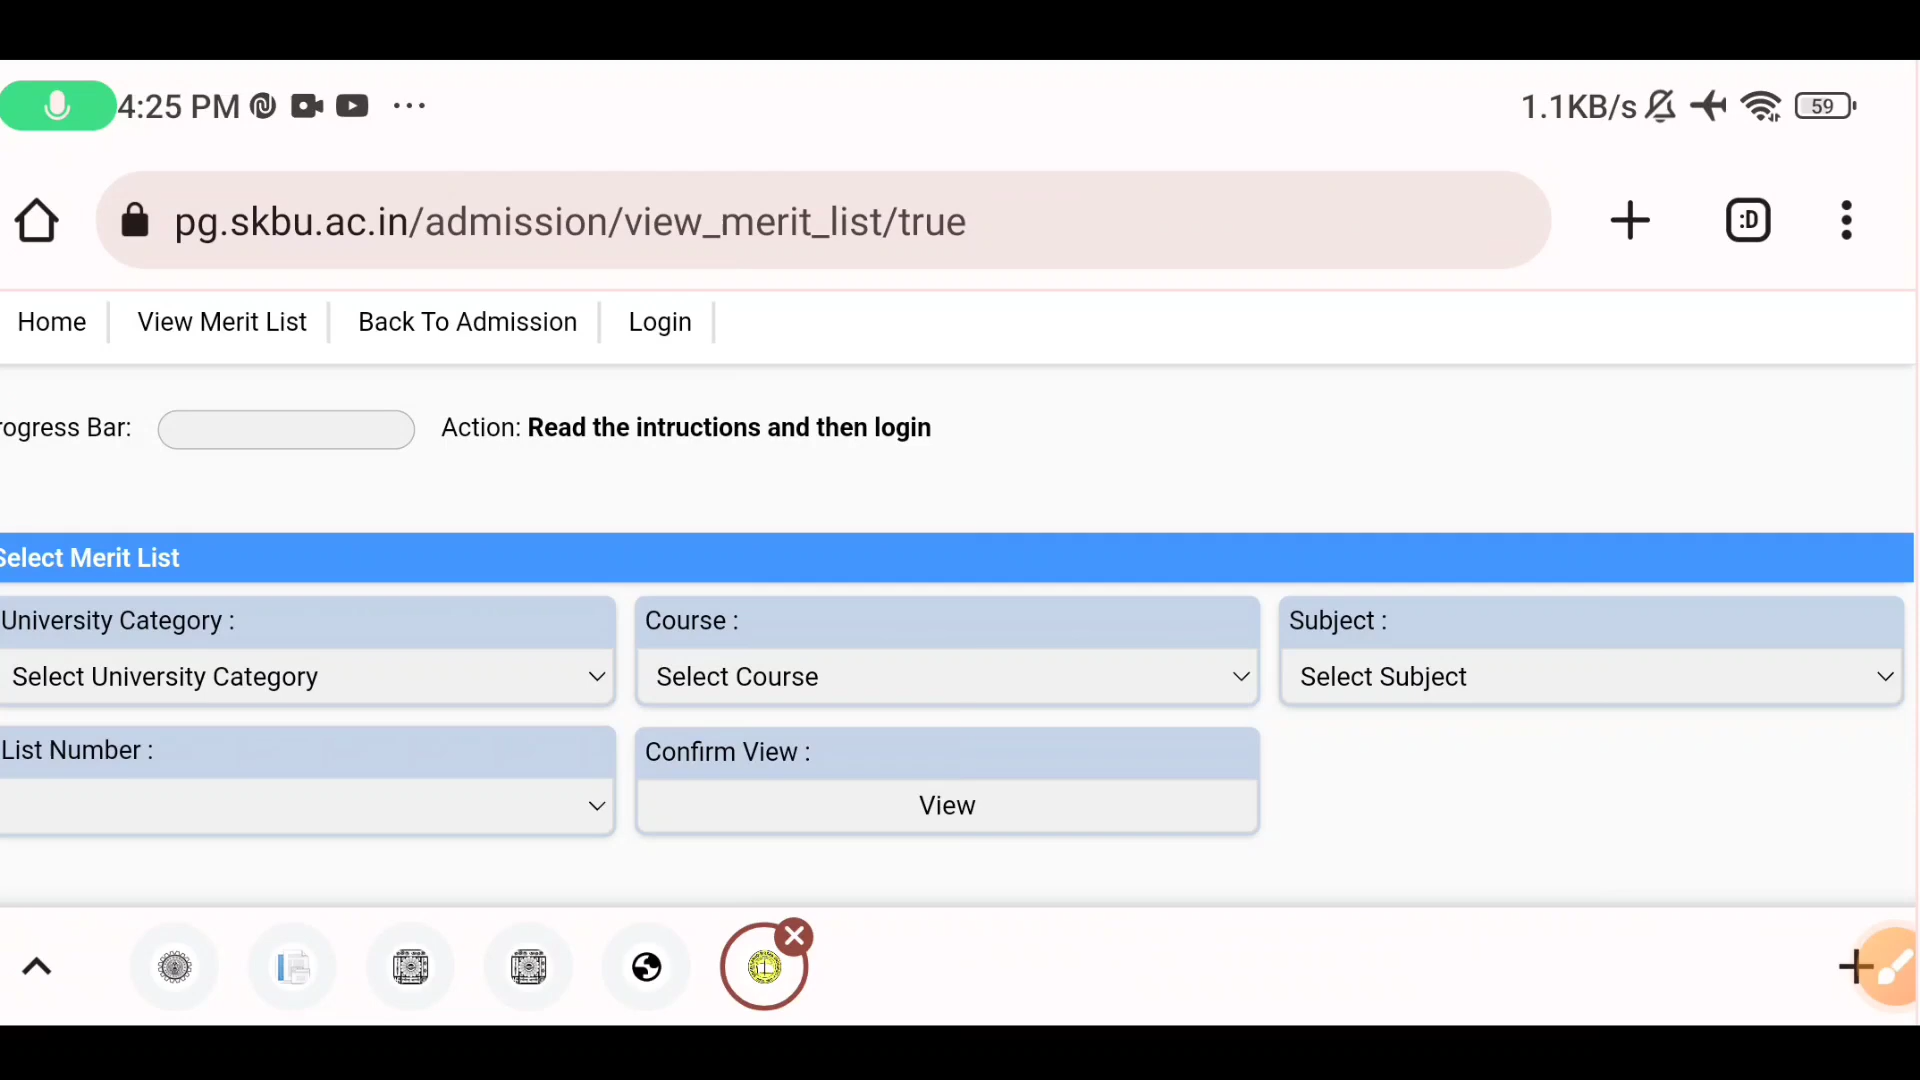 4:25 PM ... 1.1KB/s 59
pg.skbu.ac.in/admission/view_merit_list/true :D
Home View Merit List Back To Admission Login
rogress Bar: Action: Read the intructions and then login
Select Merit List
University Category : Course : Subject :
Select University Category Select Course Select Subject
List Number : Confirm View :
View